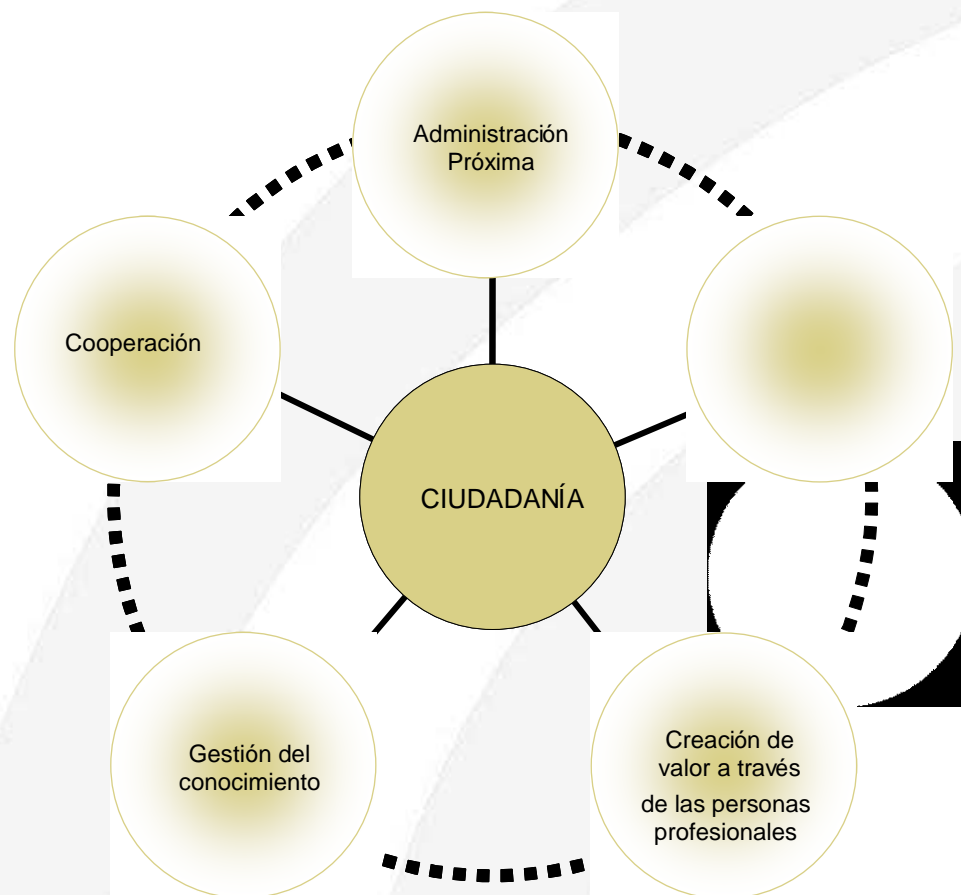 Administración
Próxima
Cooperación
CIUDADANÍA
Gestión del
conocimiento
Creación de
valor a través
de las personas
profesionales